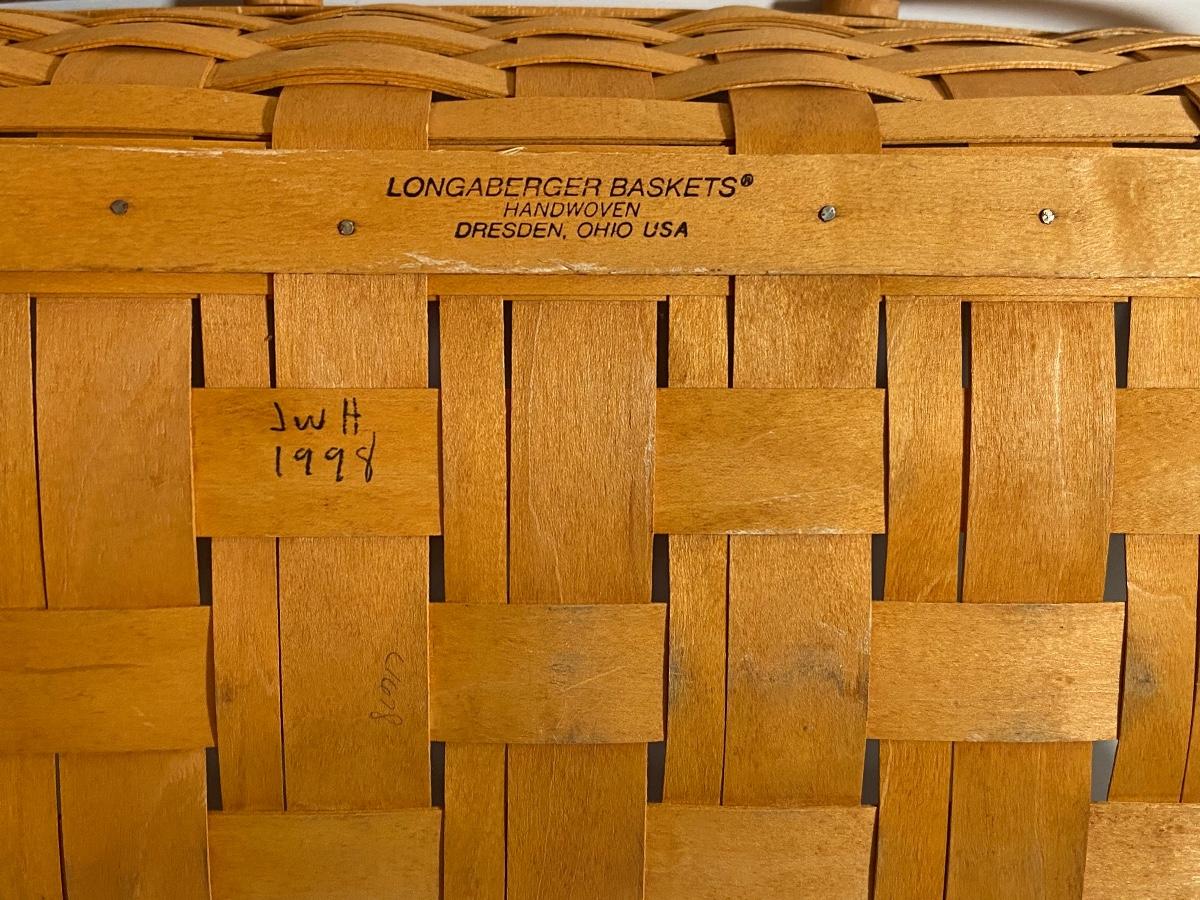 LONGABERGER BASKETS®
HANDWOVEN
DRESDEN, OHIO USA
JWH
1998